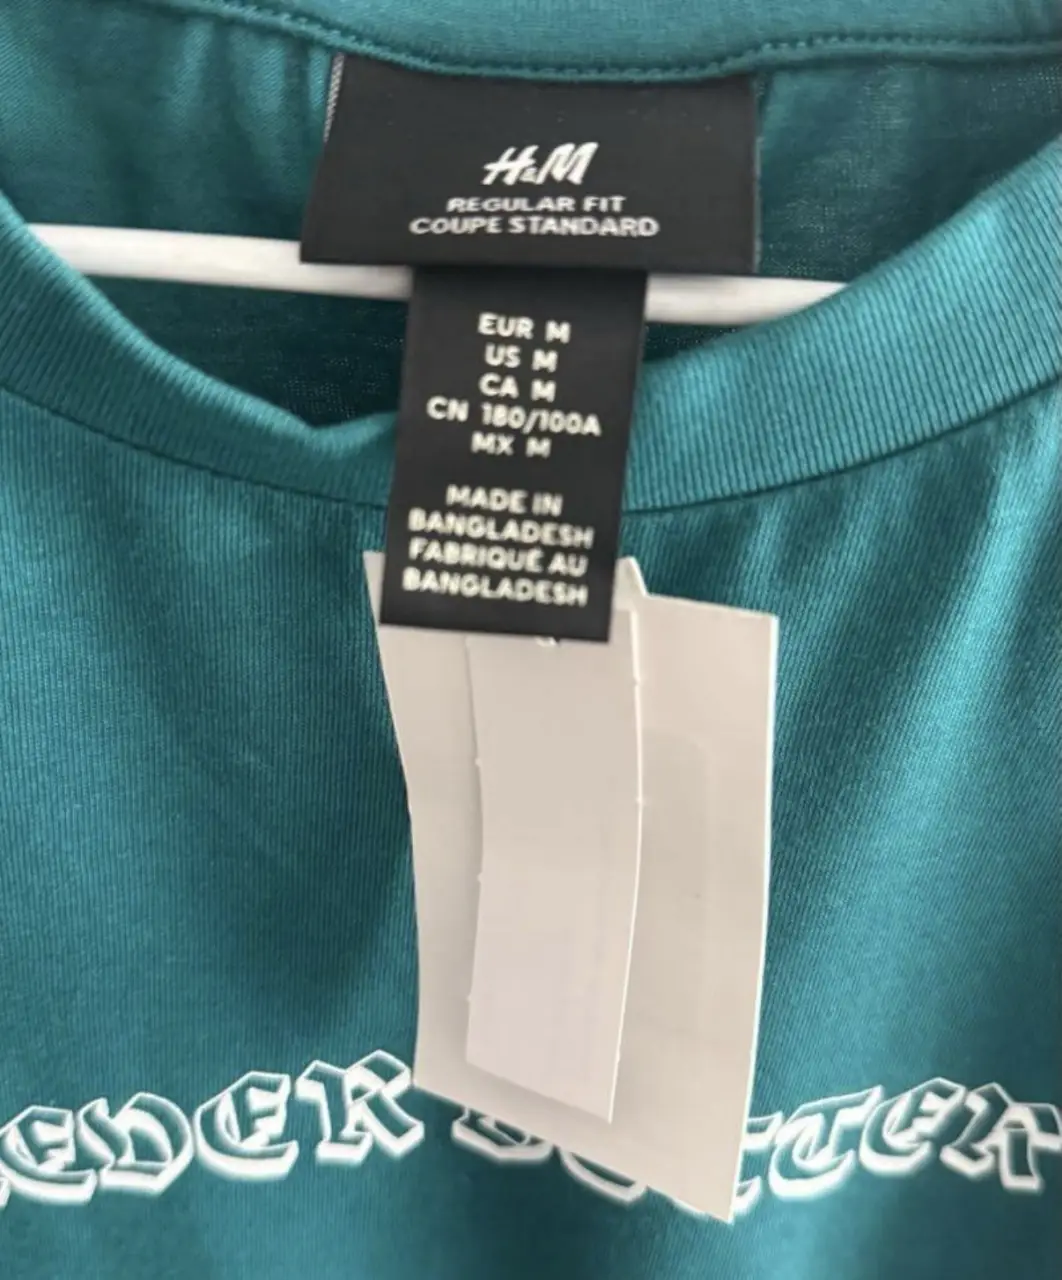 H&M
REGULAR FIT
COUPE STANDARD
EUR M
US M
CA M
CN 180/100A
MX M
MADE IN
BANGLADESH
FABRIQUÉ AU
BANGLADESH